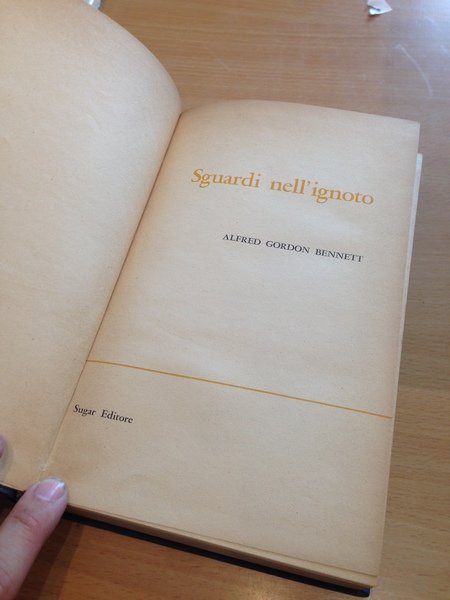 Sguardi nell'ignoto
ALFRED GORDON BENNETT
Sugar Editore